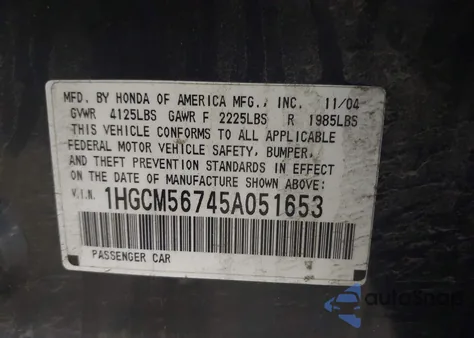 MFD. BY HONDA OF AMERICA MFG., INC. 11/04
GVWR 4125LBS GAWR F 2225LBS R 1985LBS
THIS VEHICLE CONFORMS TO ALL APPLICABLE
FEDERAL MOTOR VEHICLE SAFETY, BUMPER,
AND THEFT PREVENTION STANDARDS IN EFFECT
ON THE DATE OF MANUFACTURE SHOWN ABOVE.
V.I.N. 1HGCM56745A051653
PASSENGER CAR
autoSnap